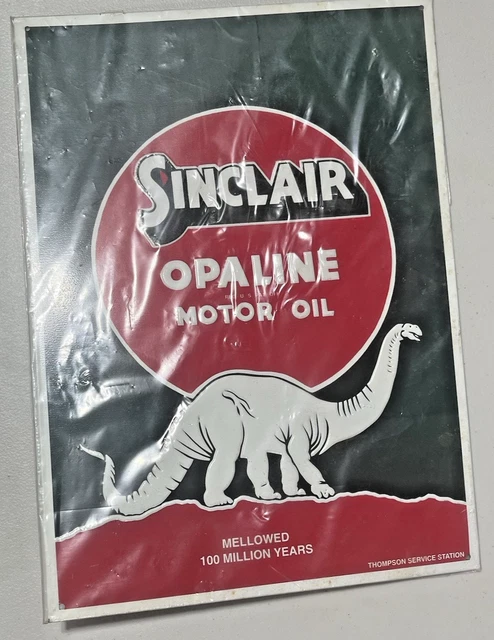 SINCLAIR
OPALINE
MOTOR OIL
MELLOWED
100 MILLION YEARS
THOMPSON SERVICE STATION